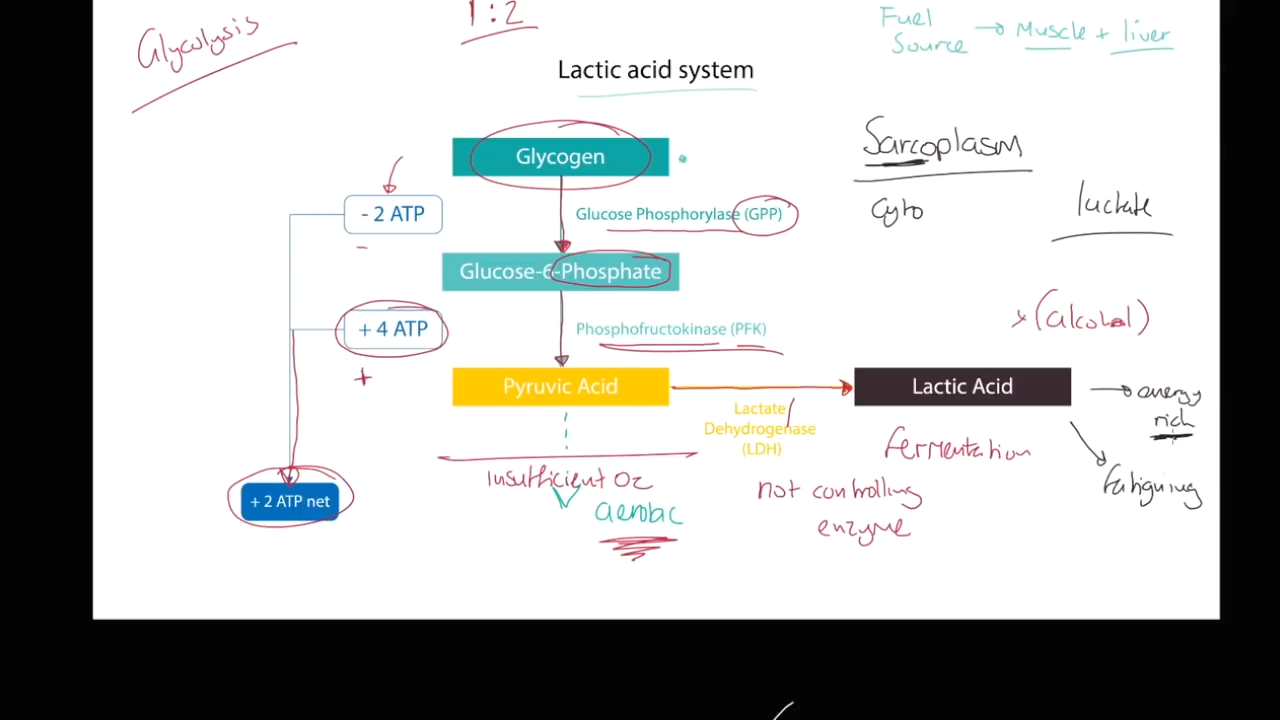 Glycolysis
1:2
Fuel
Source → Muscle + liver
Lactic acid system
Glycogen
Sarcoplasm
- 2 ATP
Glucose Phosphorylase (GPP)
Cyto
lactate
Glucose-6-Phosphate
+ 4 ATP
Phosphofructokinase (PFK)
x (alcohol)
+
Pyruvic Acid
Lactic Acid
→ energy
rich
Lactate
Dehydrogenase
(LDH)
fermentation
Insufficient O2
fatiguing
+ 2 ATP net
not controlling
enzyme
aerobic